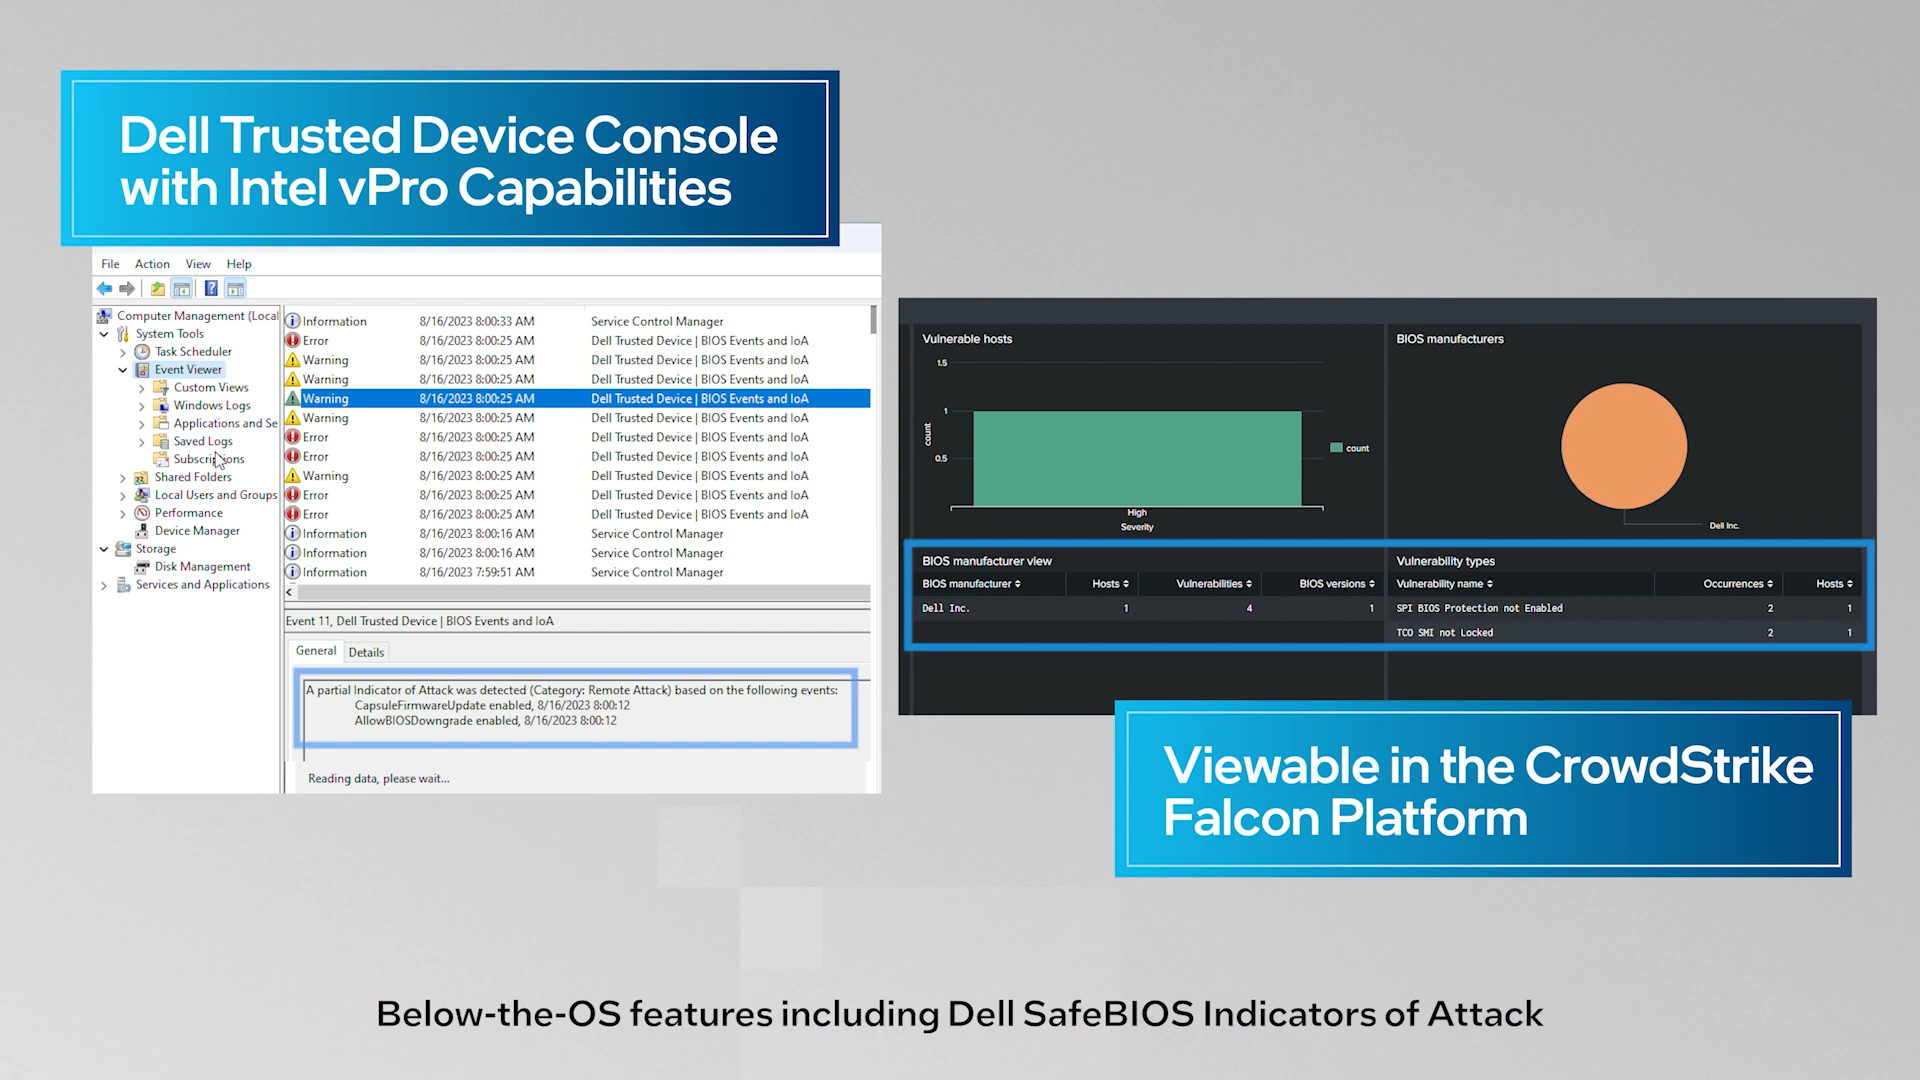 Dell Trusted Device Console
with Intel vPro Capabilities
File Action View Help
Computer Management (Local
System Tools
Task Scheduler
Event Viewer
Custom Views
Windows Logs
Applications and Se
Saved Logs
Subscriptions
Shared Folders
Local Users and Groups
Performance
Device Manager
Storage
Disk Management
Services and Applications
Information 8/16/2023 8:00:33 AM Service Control Manager
Error 8/16/2023 8:00:25 AM Dell Trusted Device | BIOS Events and IoA
Warning 8/16/2023 8:00:25 AM Dell Trusted Device | BIOS Events and IoA
Warning 8/16/2023 8:00:25 AM Dell Trusted Device | BIOS Events and IoA
Warning 8/16/2023 8:00:25 AM Dell Trusted Device | BIOS Events and IoA
Warning 8/16/2023 8:00:25 AM Dell Trusted Device | BIOS Events and IoA
Error 8/16/2023 8:00:25 AM Dell Trusted Device | BIOS Events and IoA
Error 8/16/2023 8:00:25 AM Dell Trusted Device | BIOS Events and IoA
Warning 8/16/2023 8:00:25 AM Dell Trusted Device | BIOS Events and IoA
Error 8/16/2023 8:00:25 AM Dell Trusted Device | BIOS Events and IoA
Error 8/16/2023 8:00:25 AM Dell Trusted Device | BIOS Events and IoA
Information 8/16/2023 8:00:16 AM Service Control Manager
Information 8/16/2023 8:00:16 AM Service Control Manager
Information 8/16/2023 7:59:51 AM Service Control Manager
Event 11, Dell Trusted Device | BIOS Events and IoA
General Details
A partial Indicator of Attack was detected (Category: Remote Attack) based on the following events:
CapsuleFirmwareUpdate enabled, 8/16/2023 8:00:12
AllowBIOSDowngrade enabled, 8/16/2023 8:00:12
Reading data, please wait...
Vulnerable hosts
1.5
1
0.5
count
High
Severity
count
BIOS manufacturers
Dell Inc.
BIOS manufacturer view
BIOS manufacturer Hosts Vulnerabilities BIOS versions
Dell Inc. 1 4 1
Vulnerability types
Vulnerability name Occurrences Hosts
SPI BIOS Protection not Enabled 2 1
TCO SMI not Locked 2 1
Viewable in the CrowdStrike
Falcon Platform
Below-the-OS features including Dell SafeBIOS Indicators of Attack